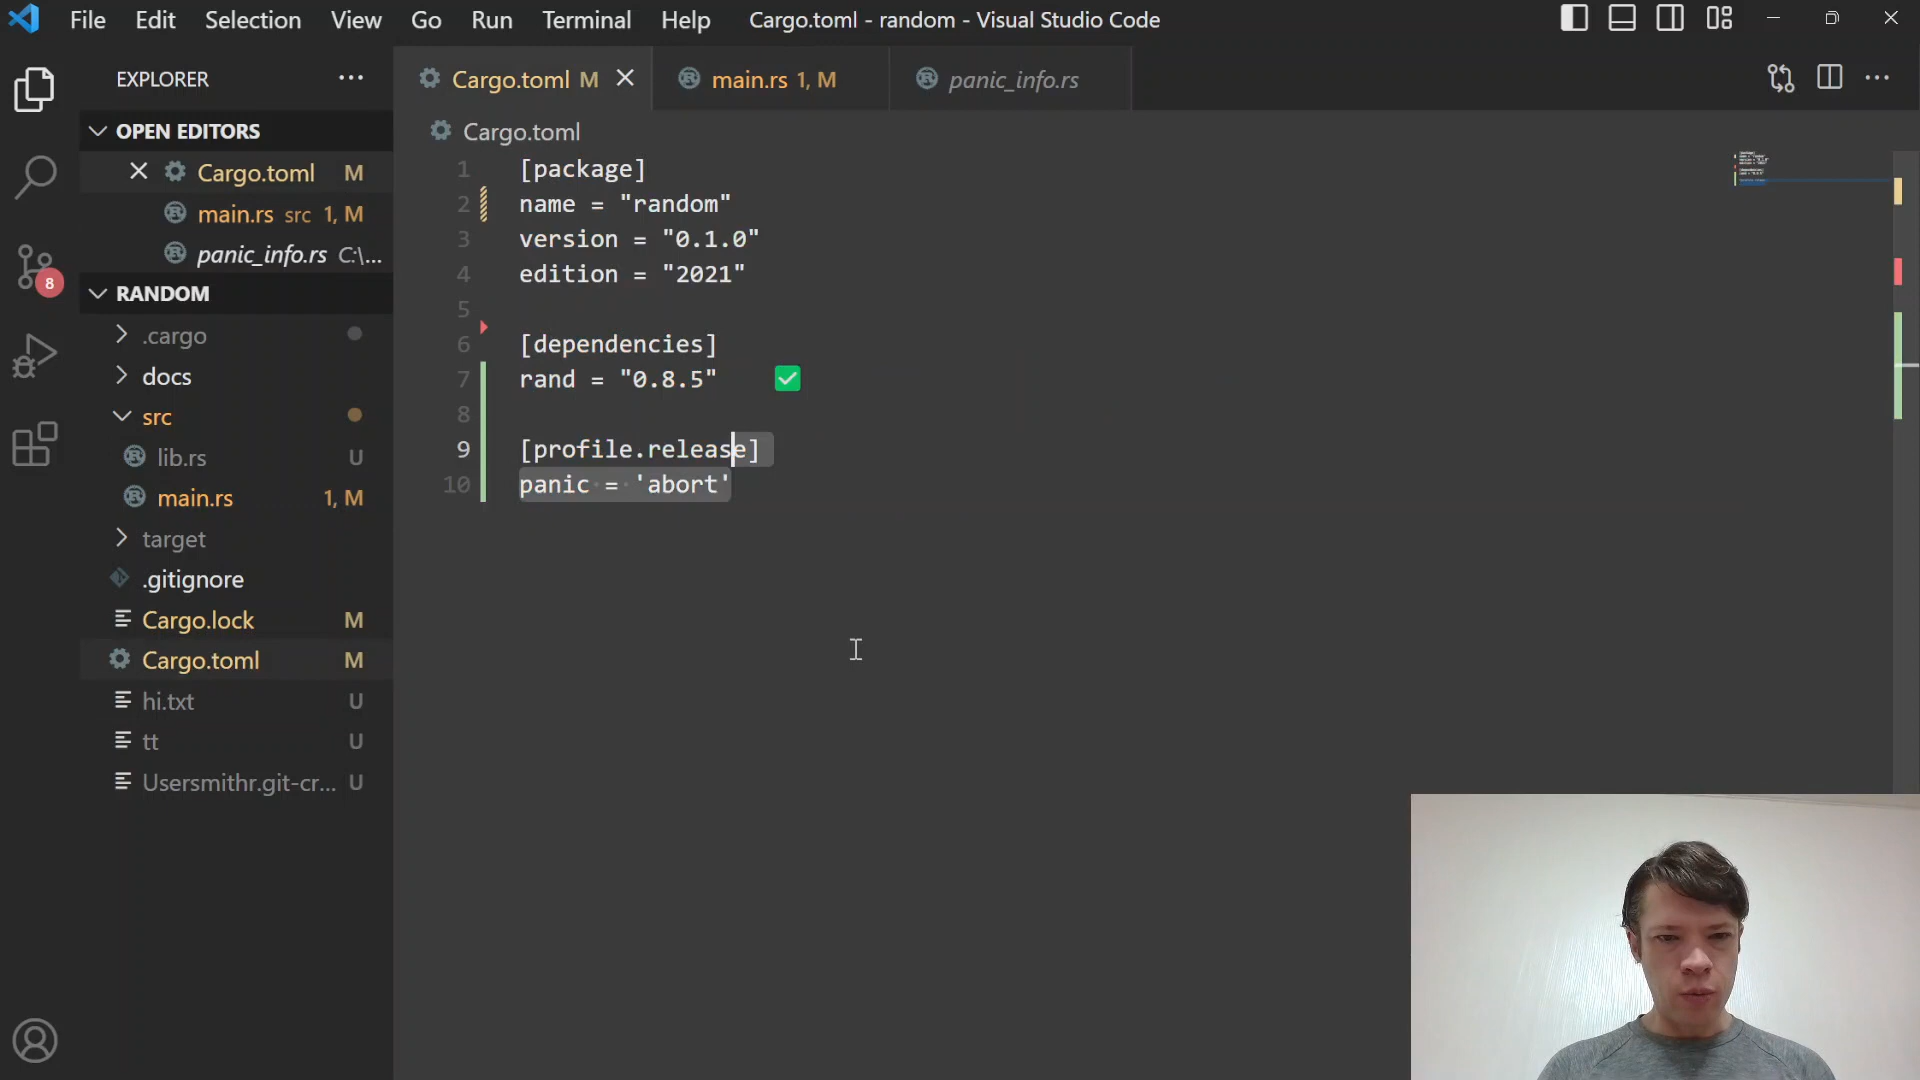 File Edit Selection View Go Run Terminal Help Cargo.toml - random - Visual Studio Code
EXPLORER
Cargo.toml M
main.rs 1, M
panic_info.rs
OPEN EDITORS
Cargo.toml M
main.rs src 1, M
panic_info.rs C:\...
RANDOM
.cargo
docs
src
lib.rs U
main.rs 1, M
target
.gitignore
Cargo.lock M
Cargo.toml M
hi.txt U
tt U
Usersmithr.git-cr... U
8
Cargo.toml
1 [package]
2 name = "random"
3 version = "0.1.0"
4 edition = "2021"
5
6 [dependencies]
7 rand = "0.8.5"
8
9 [profile.release]
10 panic = 'abort'